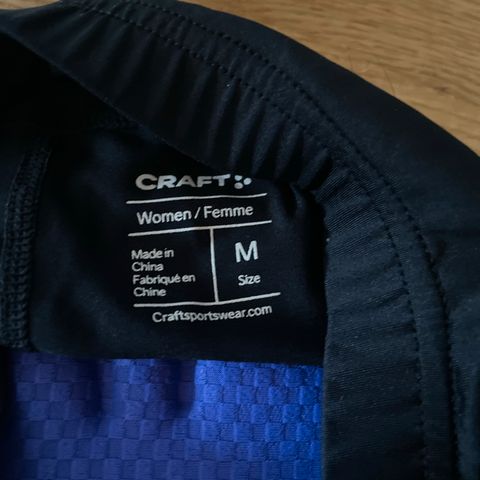 CRAFT
Women / Femme
Made in
China
Fabriqué en
Chine
M
Size
Craftsportswear.com